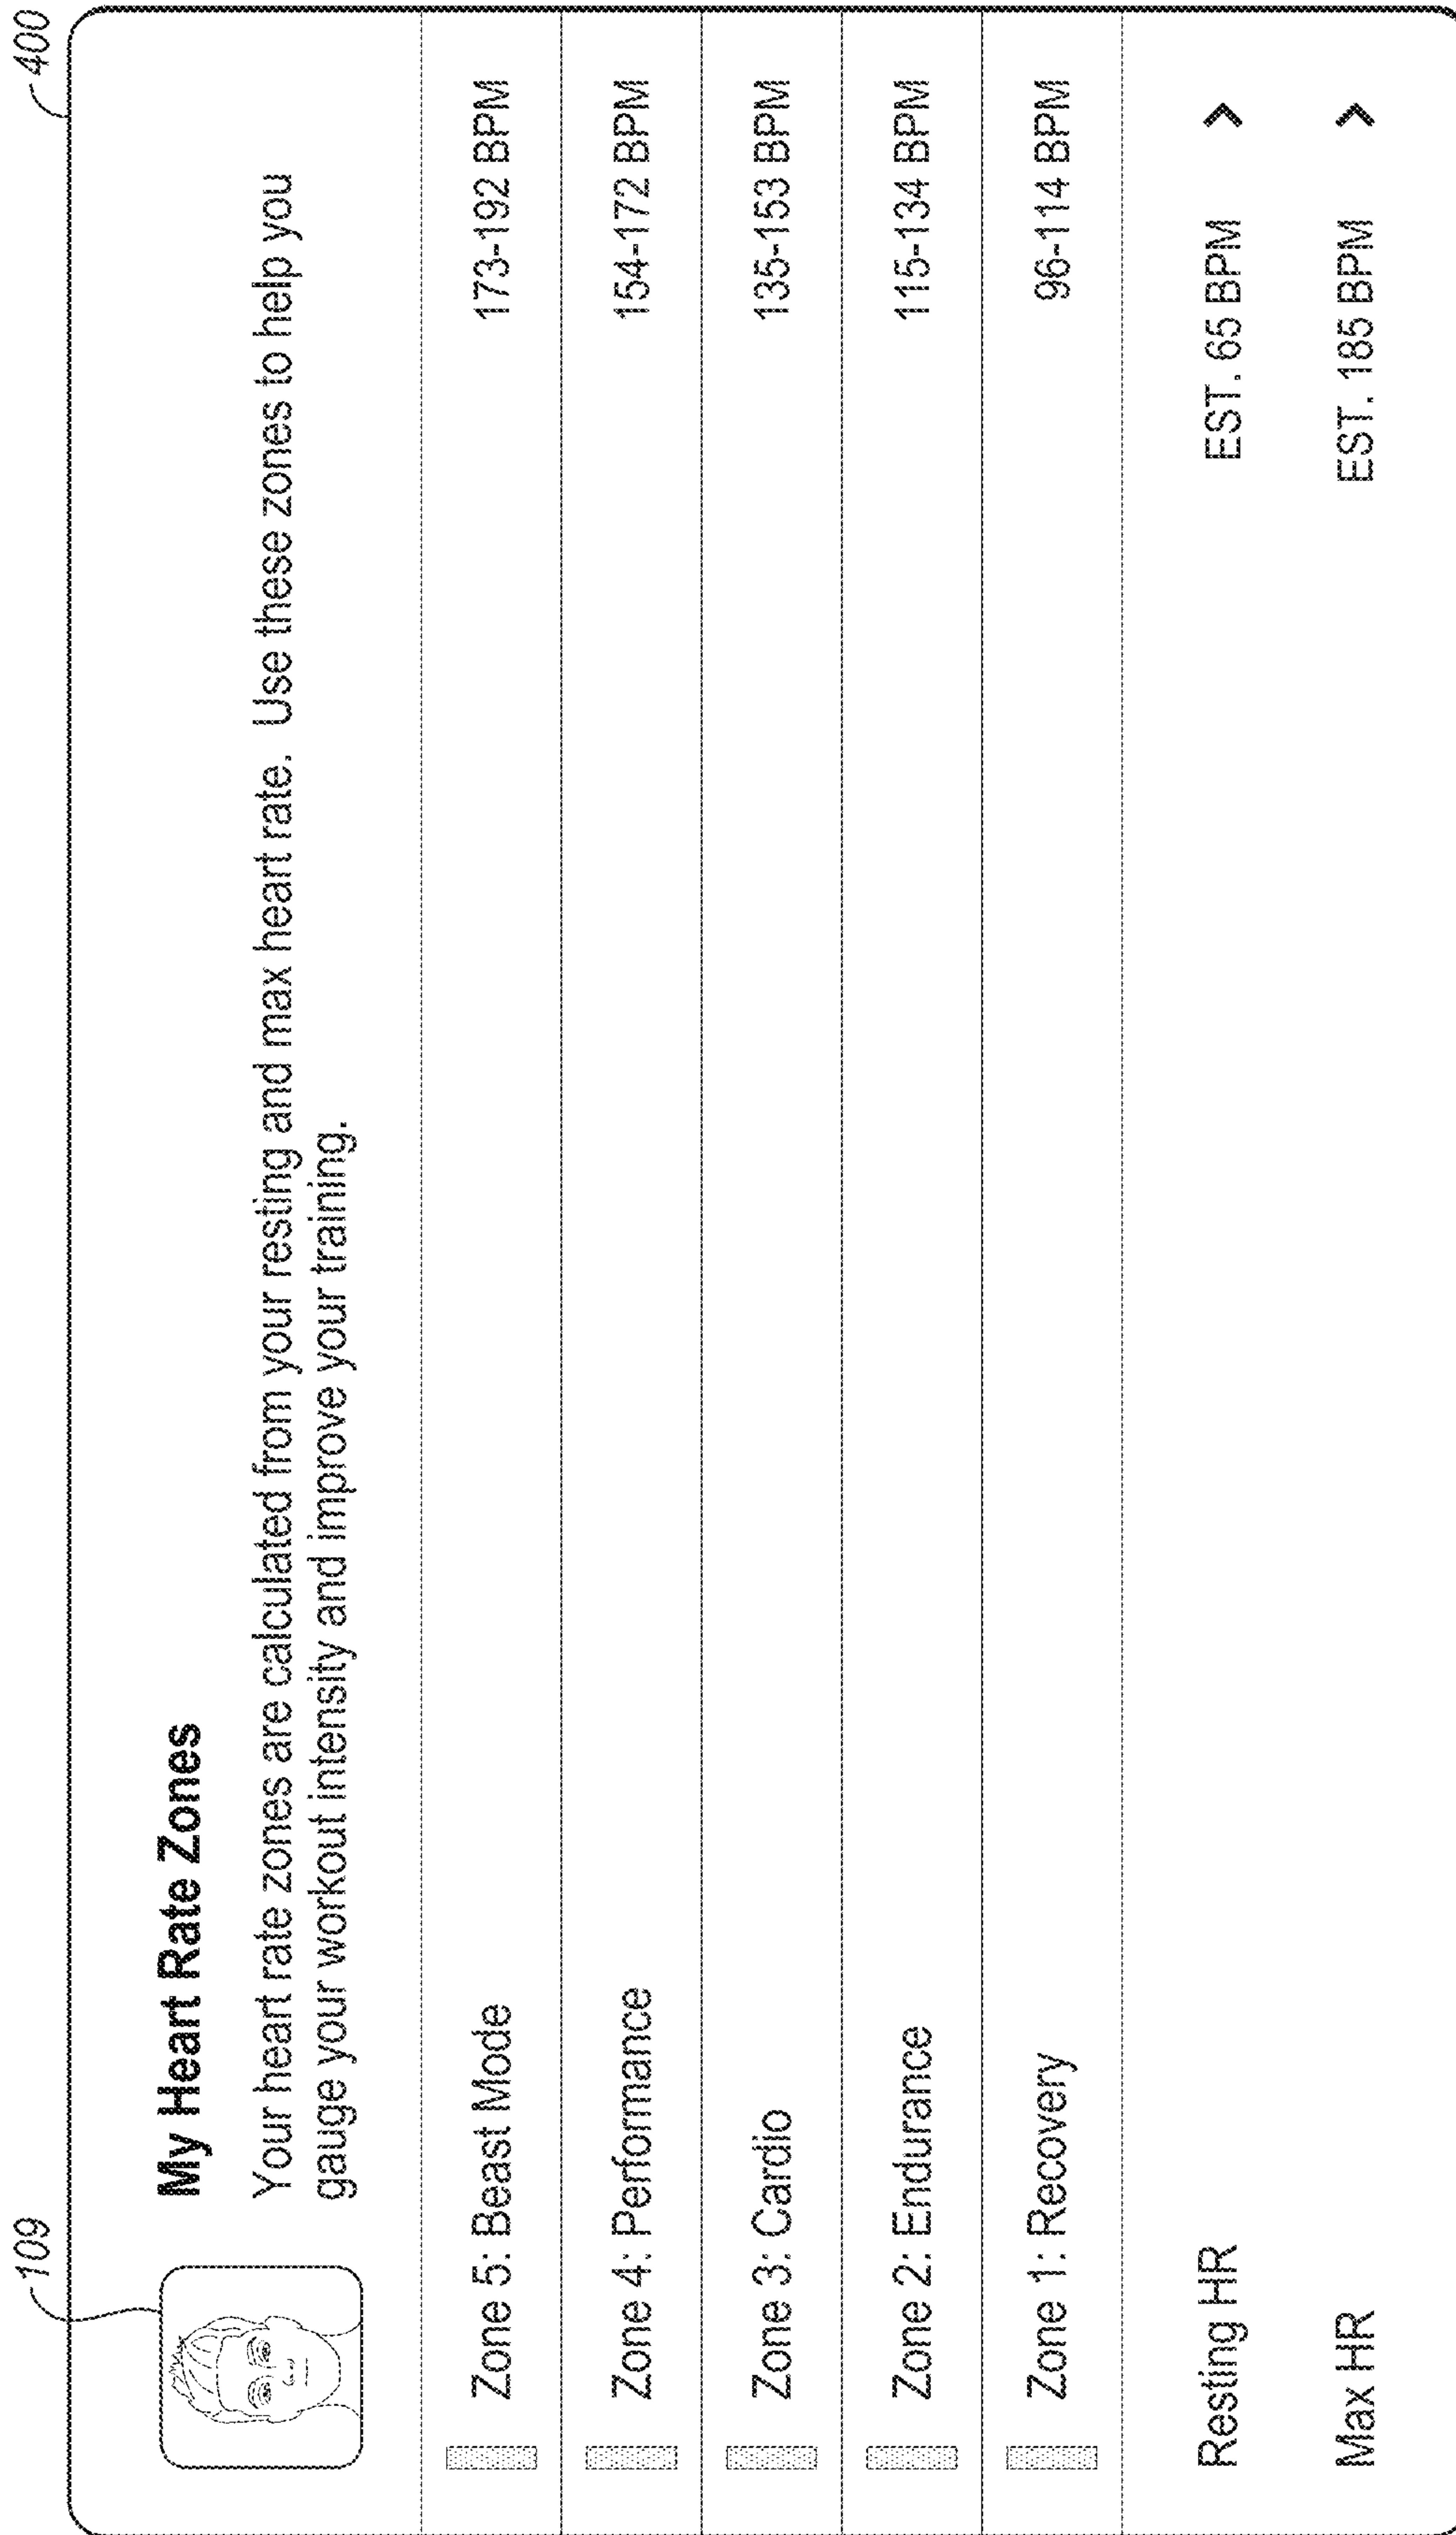 400
109
My Heart Rate Zones
Your heart rate zones are calculated from your resting and max heart rate. Use these zones to help you
gauge your workout intensity and improve your training.
Zone 5: Beast Mode 173-192 BPM
Zone 4: Performance 154-172 BPM
Zone 3: Cardio 135-153 BPM
Zone 2: Endurance 115-134 BPM
Zone 1: Recovery 96-114 BPM
Resting HR EST. 65 BPM >
Max HR EST. 185 BPM >